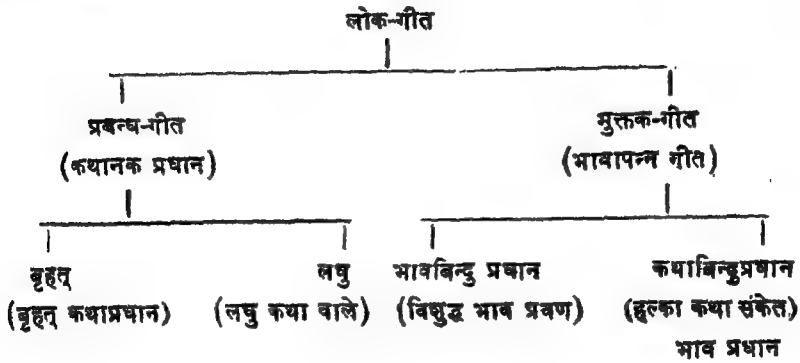 लोक-गीत
प्रबन्ध-गीत मुक्तक-गीत
(कथानक प्रधान) (भावापन्न गीत)
बृहत् लघु भावबिन्दु प्रधान कथाबिन्दुप्रधान
(बृहत् कथाप्रधान) (लघु कथा वाले) (विशुद्ध भाव प्रवण) (हल्का कथा संकेत)
भाव प्रधान